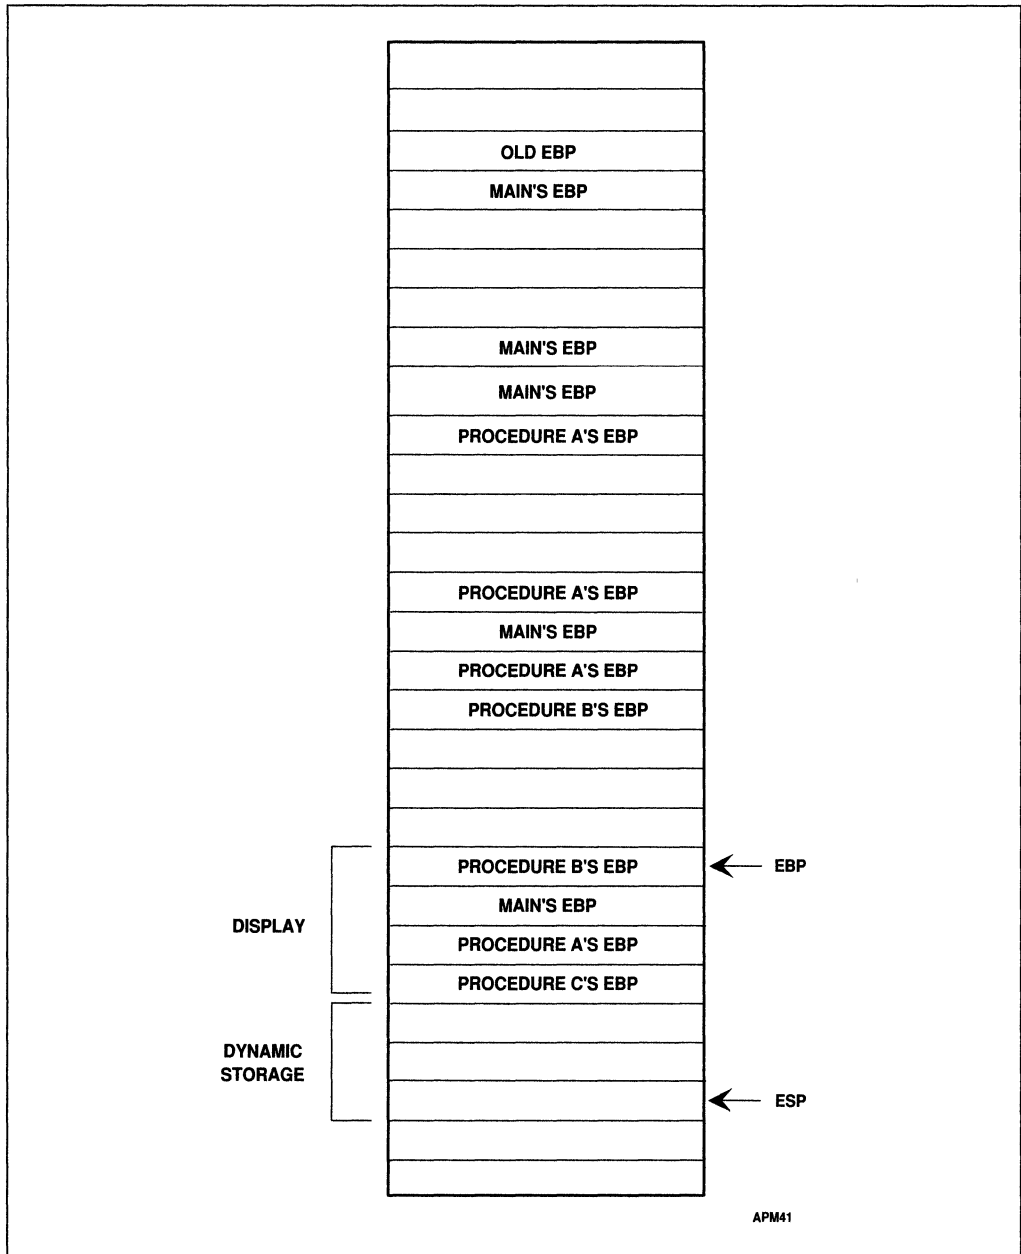 OLD EBP
MAIN'S EBP
MAIN'S EBP
MAIN'S EBP
PROCEDURE A'S EBP
PROCEDURE A'S EBP
MAIN'S EBP
PROCEDURE A'S EBP
PROCEDURE B'S EBP
PROCEDURE B'S EBP
EBP
MAIN'S EBP
DISPLAY
PROCEDURE A'S EBP
PROCEDURE C'S EBP
DYNAMIC
STORAGE
ESP
APM41